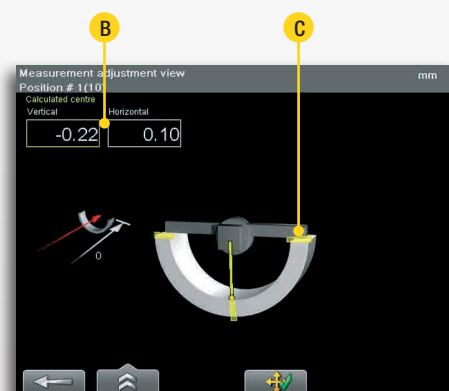 B
C
Measurement adjustment view
mm
Position # 1(10)
Calculated centre
Vertical
Horizontal
-0.22
0.10
0